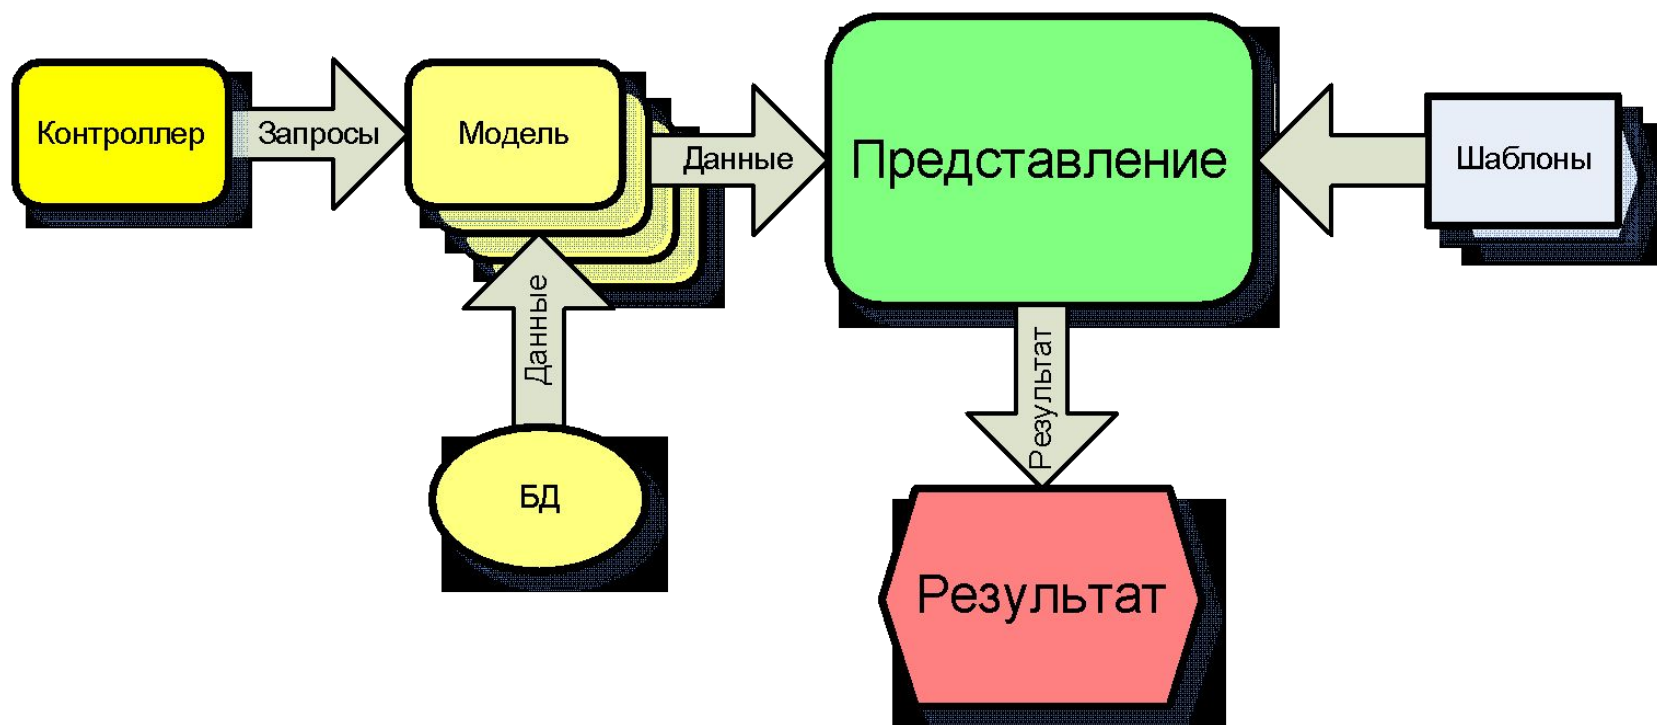 Контроллер
Запросы
Модель
Данные
Представление
Шаблоны
Данные
Результат
БД
Результат